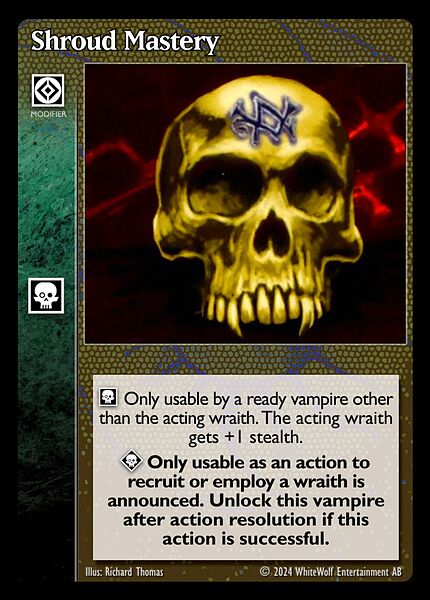 Shroud Mastery
MODIFIER
Only usable by a ready vampire other
than the acting wraith. The acting wraith
gets +1 stealth.
Only usable as an action to
recruit or employ a wraith is
announced. Unlock this vampire
after action resolution if this
action is successful.
Illus: Richard Thomas
© 2024 WhiteWolf Entertainment AB